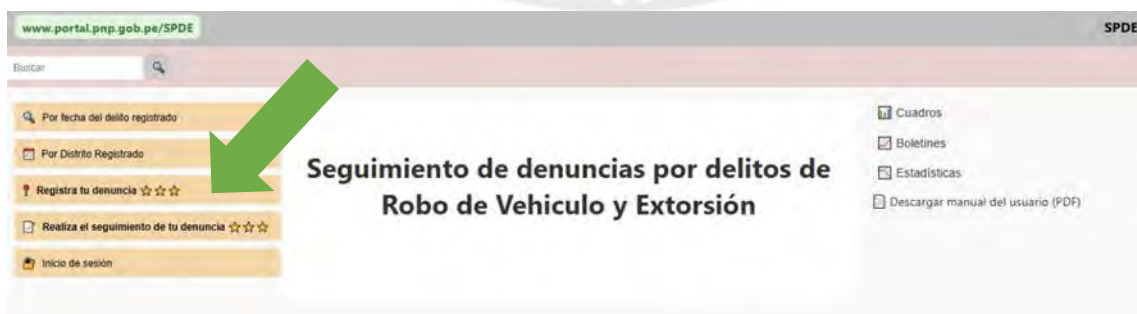 www.portal.pnp.gob.pe/SPDE
SPDE
Buscar
Por fecha del delito registrado
Por Distrito Registrado
Registra tu denuncia ☆☆☆
Realiza el seguimiento de tu denuncia ☆☆☆
Inicio de sesión
Seguimiento de denuncias por delitos de
Robo de Vehiculo y Extorsión
Cuadros
Boletines
Estadísticas
Descargar manual del usuario (PDF)